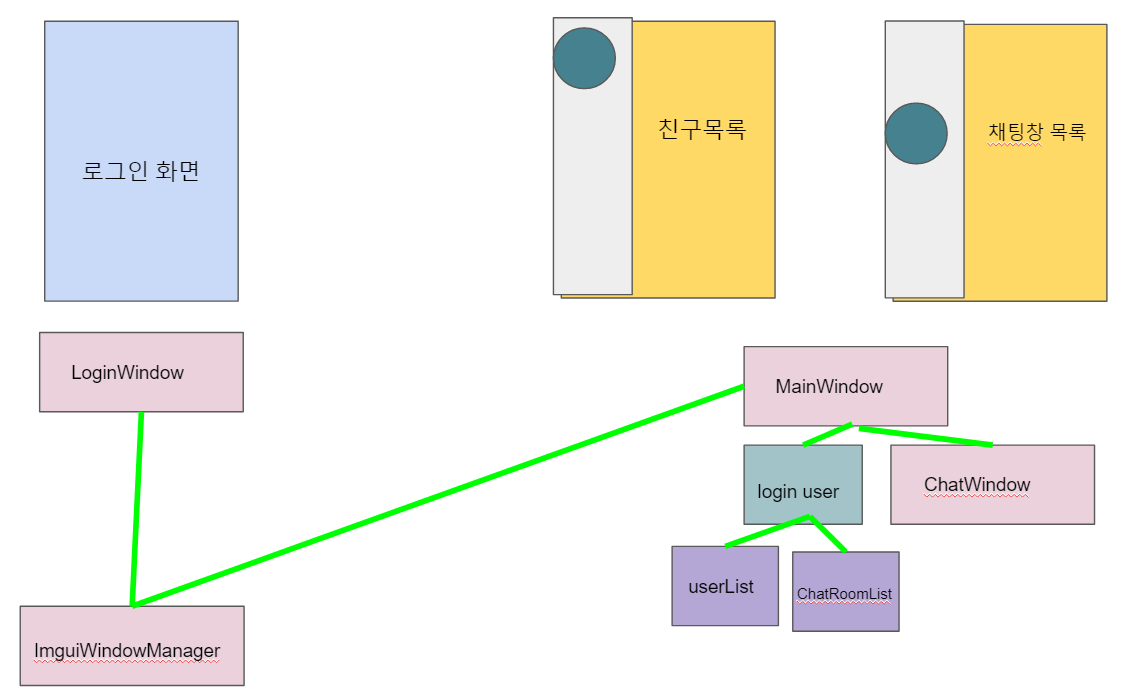 로그인 화면
친구목록
채팅창 목록
LoginWindow
MainWindow
login user
ChatWindow
userList
ChatRoomList
ImguiWindowManager